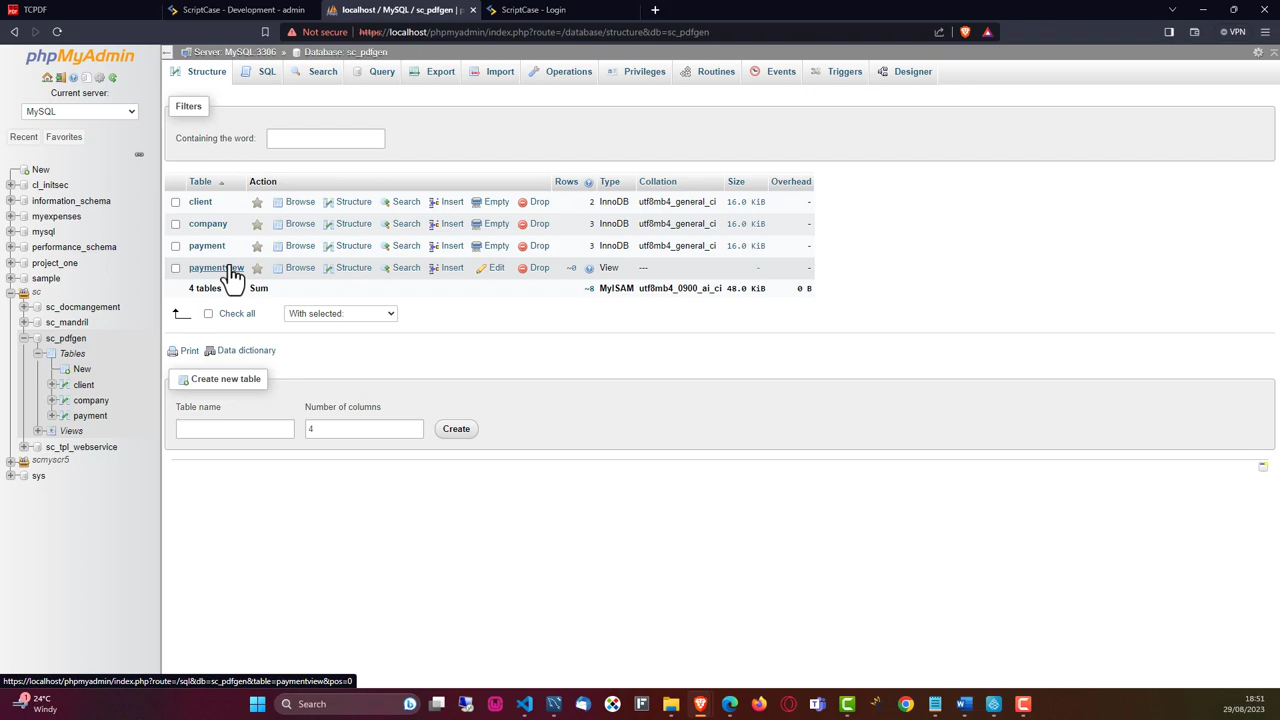 TCPDF
ScriptCase - Development - admin
localhost / MySQL / sc_pdfgen | p
ScriptCase - Login
Not secure
https://localhost/phpmyadmin/index.php?route=/database/structure&db=sc_pdfgen
VPN
phpMyAdmin
Current server:
MySQL
Recent
Favorites
New
cl_initsec
information_schema
myexpenses
mysql
performance_schema
project_one
sample
sc
sc_docmangement
sc_mandril
sc_pdfgen
Tables
New
client
company
payment
Views
sc_tpl_webservice
scmyscr5
sys
Server: MySQL:3306 » Database: sc_pdfgen
Structure SQL Search Query Export Import Operations Privileges Routines Events Triggers Designer
Filters
Containing the word:
Table Action Rows Type Collation Size Overhead
client Browse Structure Search Insert Empty Drop 2 InnoDB utf8mb4_general_ci 16.0 KiB -
company Browse Structure Search Insert Empty Drop 3 InnoDB utf8mb4_general_ci 16.0 KiB -
payment Browse Structure Search Insert Empty Drop 3 InnoDB utf8mb4_general_ci 16.0 KiB -
paymentview Browse Structure Search Insert Edit Drop ~0 View --- - -
4 tables Sum ~8 MyISAM utf8mb4_0900_ai_ci 48.0 KiB 0 B
Check all With selected:
Print Data dictionary
Create new table
Table name Number of columns
4 Create
https://localhost/phpmyadmin/index.php?route=/sql&db=sc_pdfgen&table=paymentview&pos=0
1
24°C
Windy
Search
18:51
29/08/2023